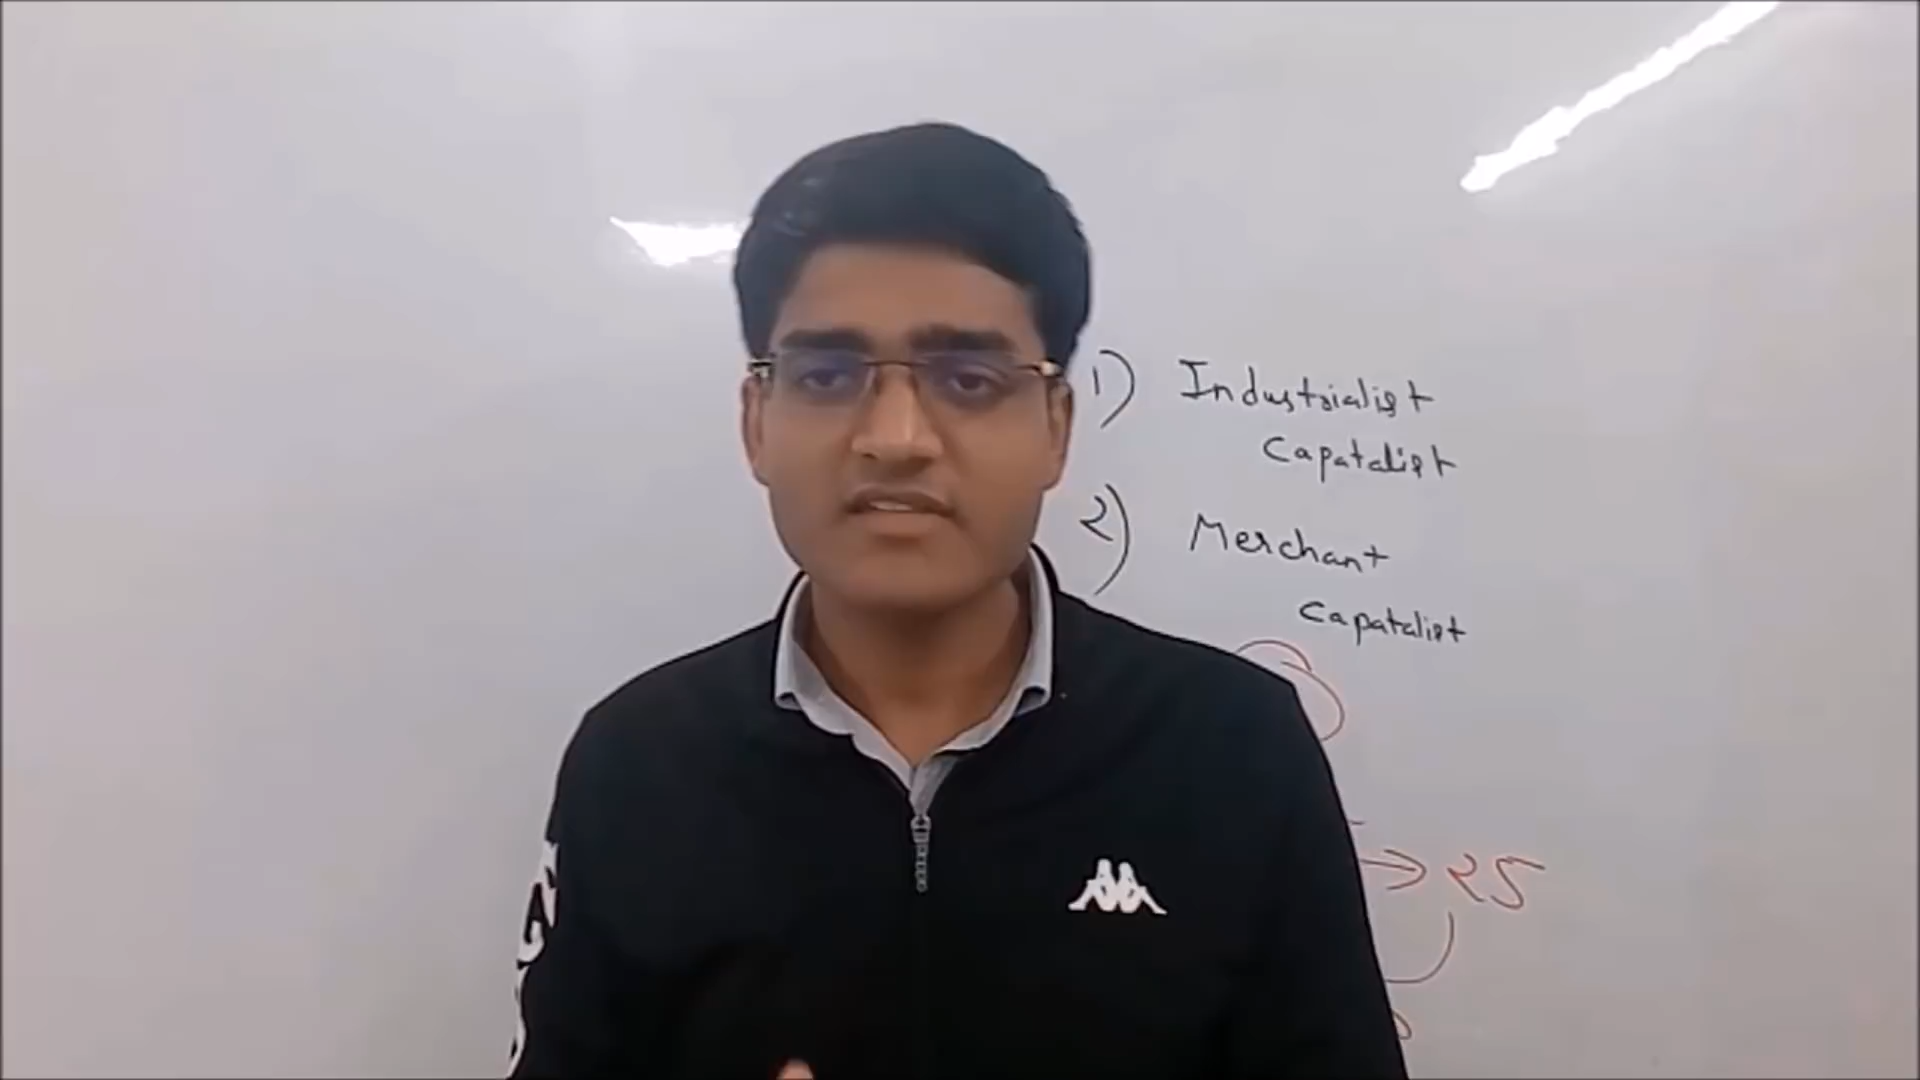 1) Industrialist
Capatalist
2) Merchant
Capatalist
→ 25